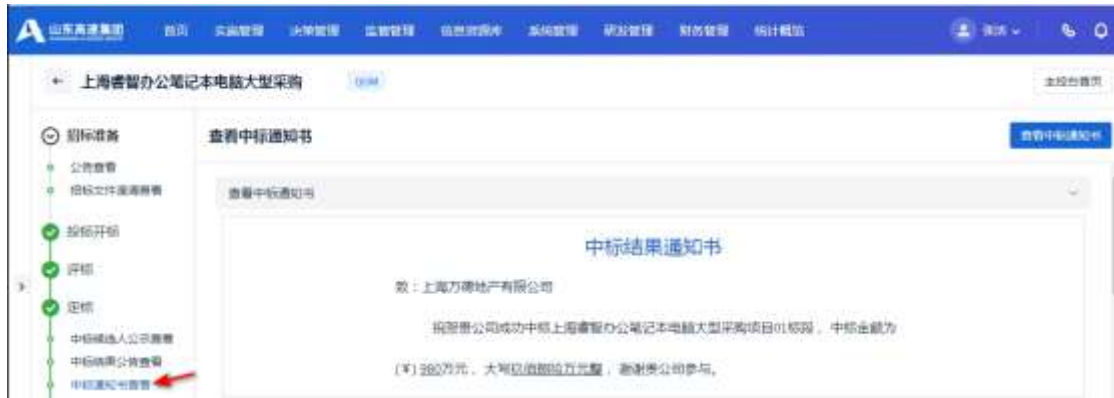 山东高速集团
首页 实施管理 决策管理 监督管理 信息资源库 系统管理 研发管理 财务管理 统计概览
← 上海睿智办公笔记本电脑大型采购
主控台首页
招标准备
查看中标通知书
查看中标通知书
公告查看
招标文件澄清查看
查看中标通知书
投标开标
评标
定标
中标候选人公示查看
中标结果公告查看
中标通知书查看
中标结果通知书
致：上海万德地产有限公司
祝贺贵公司成功中标上海睿智办公笔记本电脑大型采购项目01标段，中标金额为
(￥) 980万元，大写玖佰捌拾万元整，谢谢贵公司参与。